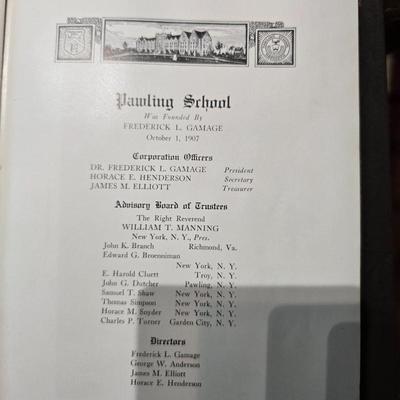 Pawling School
Was Founded By
FREDERICK L. GAMAGE
October 1, 1907
Corporation Officers
DR. FREDERICK L. GAMAGE President
HORACE E. HENDERSON Secretary
JAMES M. ELLIOTT Treasurer
Advisory Board of Trustees
The Right Reverend
WILLIAM T. MANNING
New York, N. Y., Pres.
John K. Branch Richmond, Va.
Edward G. Broenniman
New York, N. Y.
E. Harold Cluett Troy, N. Y.
John G. Dutcher Pawling, N. Y.
Samuel T. Shaw New York, N. Y.
Thomas Simpson New York, N. Y.
Horace M. Snyder New York, N. Y.
Charles P. Turner Garden City, N. Y.
Directors
Frederick L. Gamage
George W. Anderson
James M. Elliott
Horace E. Henderson